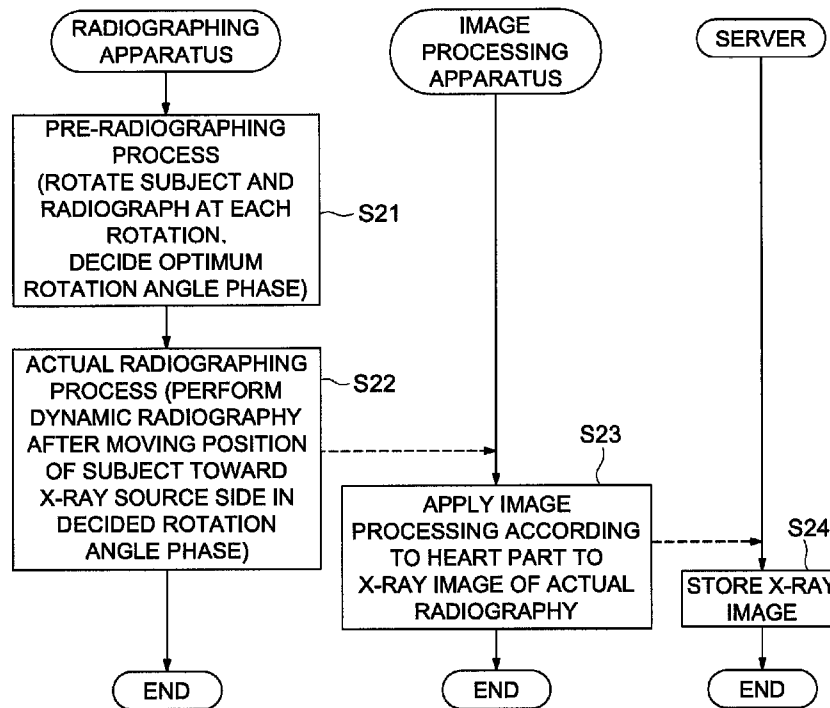 RADIOGRAPHING
APPARATUS
PRE-RADIOGRAPHING
PROCESS
(ROTATE SUBJECT AND
RADIOGRAPH AT EACH
ROTATION.
DECIDE OPTIMUM
ROTATION ANGLE PHASE)
S21
ACTUAL RADIOGRAPHING
PROCESS (PERFORM
DYNAMIC RADIOGRAPHY
AFTER MOVING POSITION
OF SUBJECT TOWARD
X-RAY SOURCE SIDE IN
DECIDED ROTATION
ANGLE PHASE)
S22
END
IMAGE
PROCESSING
APPARATUS
S23
APPLY IMAGE
PROCESSING ACCORDING
TO HEART PART TO
X-RAY IMAGE OF ACTUAL
RADIOGRAPHY
END
SERVER
S24
STORE X-RAY
IMAGE
END